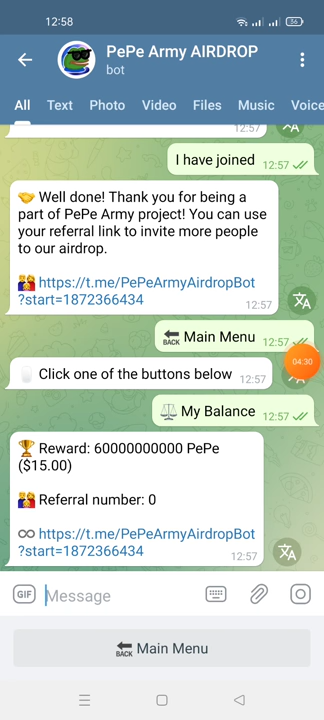 12:58
56
PePe Army AIRDROP
bot
All Text Photo Video Files Music Voice
12:57
I have joined 12:57
🤝 Well done! Thank you for being a
part of PePe Army project! You can use
your referral link to invite more people
to our airdrop.
👫 https://t.me/PePeArmyAirdropBot
?start=1872366434
12:57
🔙 Main Menu 12:57
Click one of the buttons below 12:57
04:30
⚖️ My Balance 12:57
🏆 Reward: 60000000000 PePe
($15.00)
👫 Referral number: 0
♾ https://t.me/PePeArmyAirdropBot
?start=1872366434
12:57
GIF Message
🔙 Main Menu